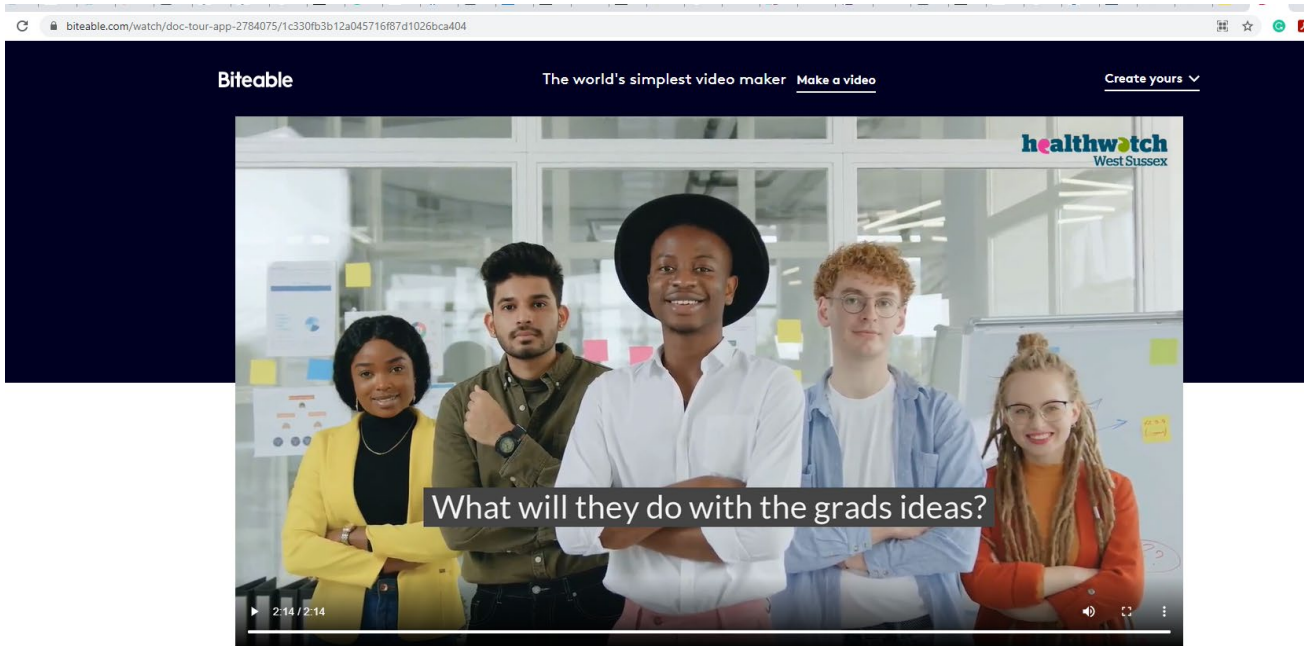 biteable.com/watch/doc-tour-app-2784075/1c330fb3b12a045716f87d1026bca404
Biteable
The world's simplest video maker Make a video
Create yours
healthwatch
West Sussex
What will they do with the grads ideas?
2:14 / 2:14